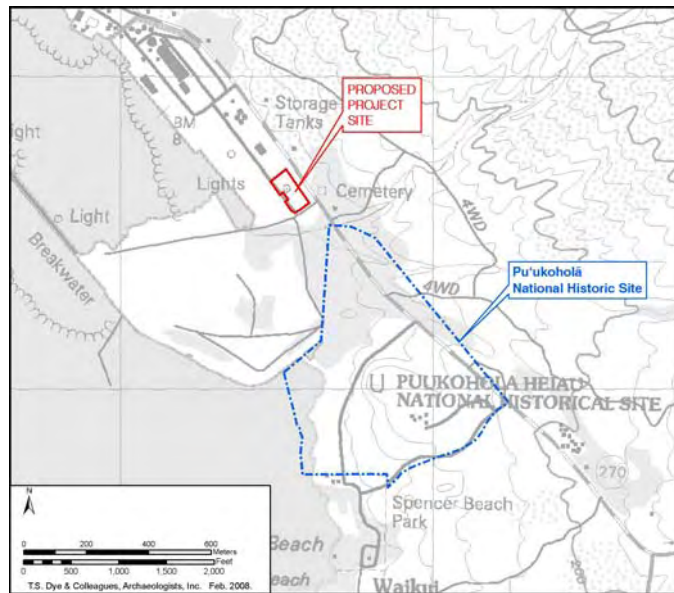 PROPOSED
PROJECT
SITE
Storage
Tanks
BM
8
ight
Lights
Cemetery
Light
Breakwater
4WD
4WD
Pu'ukoholā
National Historic Site
PUUKOHOLA HEIAU
NATIONAL HISTORICAL SITE
270
Spencer Beach
Park
Beach
each
Waikui
200
N
0 200 400 600
Meters
Feet
0 500 1,000 1,500 2,000
T.S. Dye & Colleagues, Archaeologists, Inc. Feb. 2008.